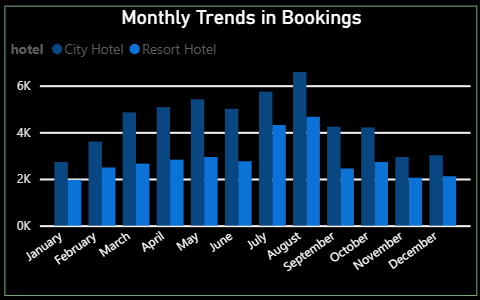 Monthly Trends in Bookings
hotel City Hotel Resort Hotel
6K
4K
2K
0K
January February March April May June July August September October November December